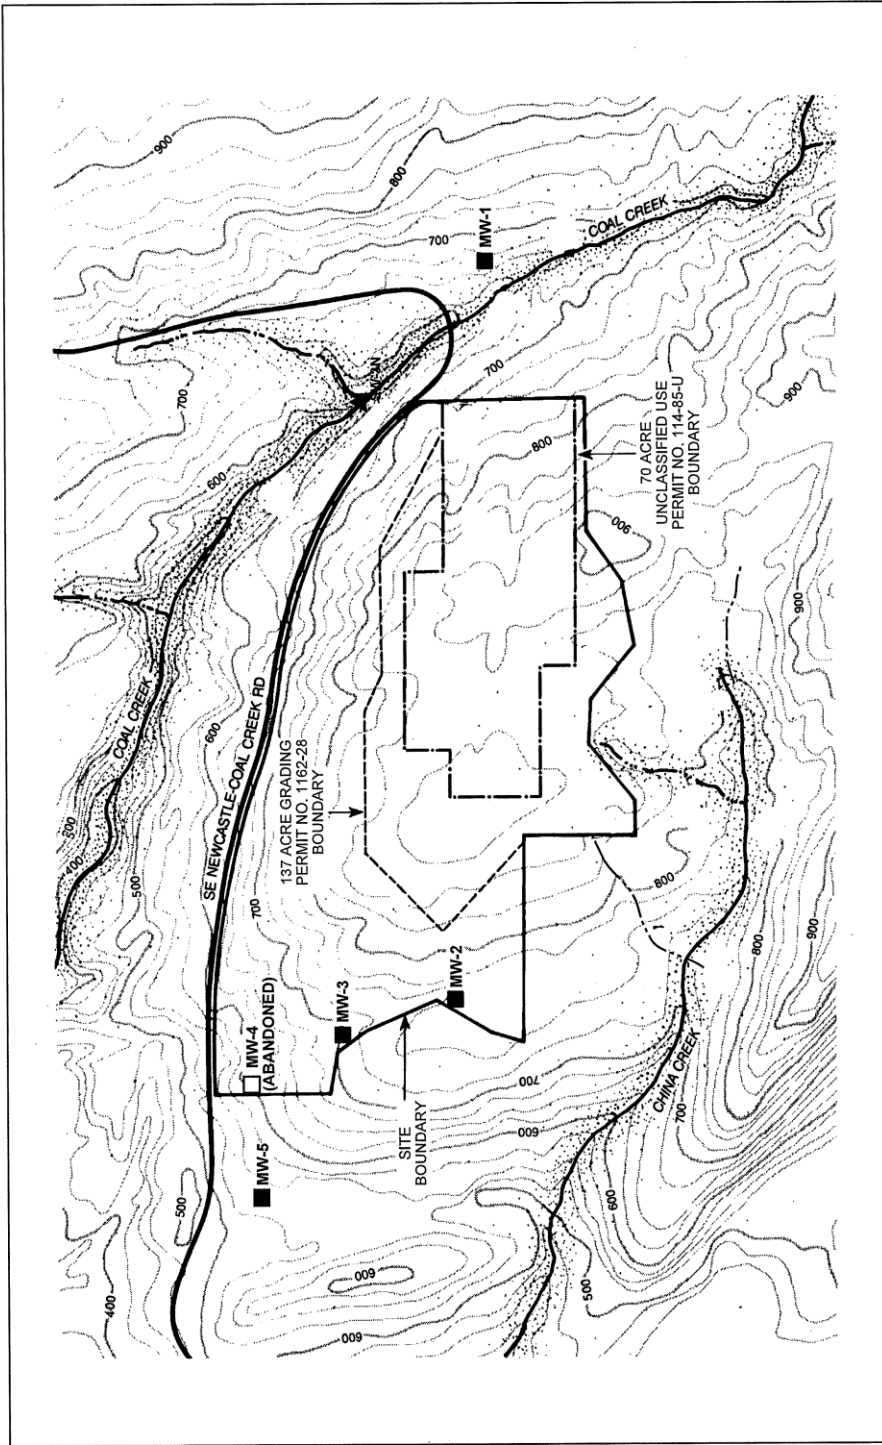 400
COAL CREEK
400
500
900
500
700
600
600
SE NEWCASTLE-COAL CREEK RD
700
MW-5
MW-4
(ABANDONED)
137 ACRE GRADING
PERMIT NO. 1162-28
BOUNDARY
MW-3
600
600
800
SITE
BOUNDARY
700
MW-2
MW-1
700
700
600
800
500
600
900
COAL CREEK
70 ACRE
UNCLASSIFIED USE
PERMIT NO. 114-85-U
BOUNDARY
CHINA CREEK
800
700
800
900
900
900